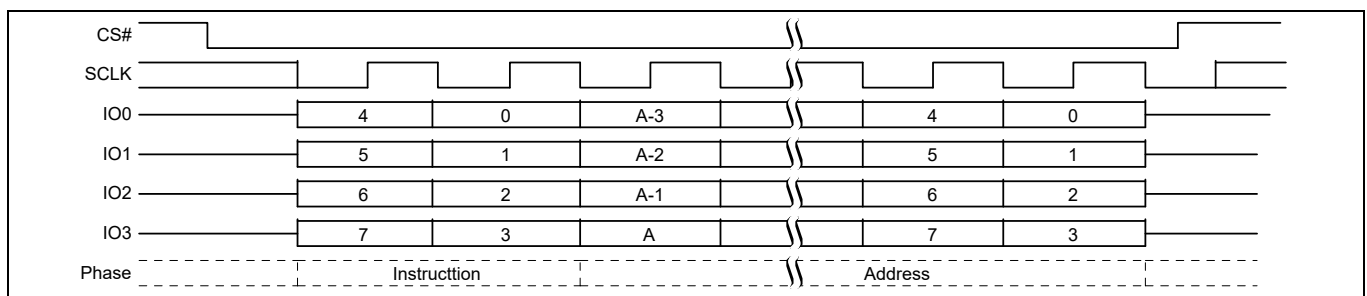 CS#
SCLK
IO0 4 0 A-3 4 0
IO1 5 1 A-2 5 1
IO2 6 2 A-1 6 2
IO3 7 3 A 7 3
Phase Instructtion Address